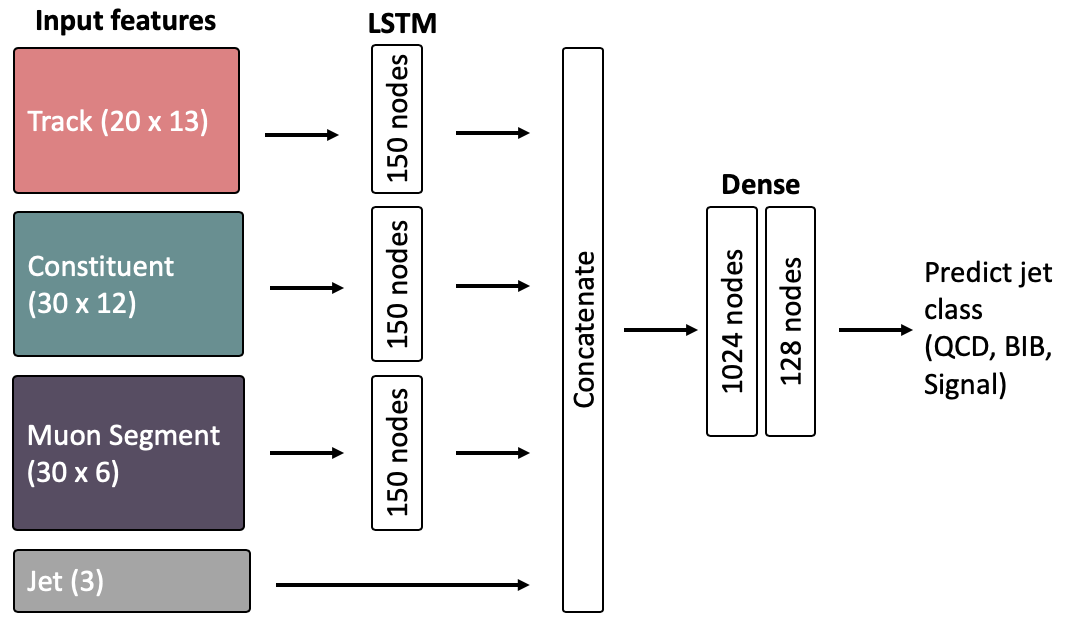 Input features
LSTM
Track (20 x 13)
150 nodes
Constituent
(30 x 12)
150 nodes
Muon Segment
(30 x 6)
150 nodes
Jet (3)
Concatenate
Dense
1024 nodes
128 nodes
Predict jet
class
(QCD, BIB,
Signal)